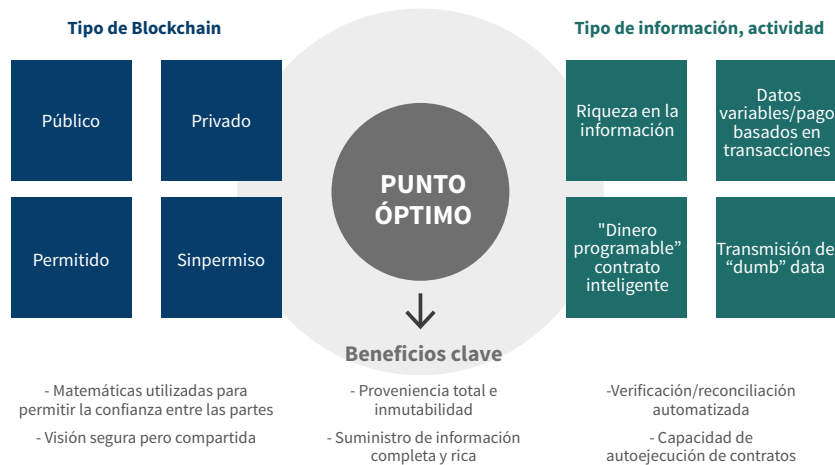 Tipo de Blockchain
Público
Privado
Permitido
Sinpermiso
PUNTO
ÓPTIMO
Tipo de información, actividad
Riqueza en la
información
Datos
variables/pago
basados en
transacciones
"Dinero
programable”
contrato
inteligente
Transmisión de
“dumb” data
Beneficios clave
- Matemáticas utilizadas para
permitir la confianza entre las partes
- Visión segura pero compartida
- Proveniencia total e
inmutabilidad
- Suministro de información
completa y rica
-Verificación/reconciliación
automatizada
- Capacidad de
autoejecución de contratos